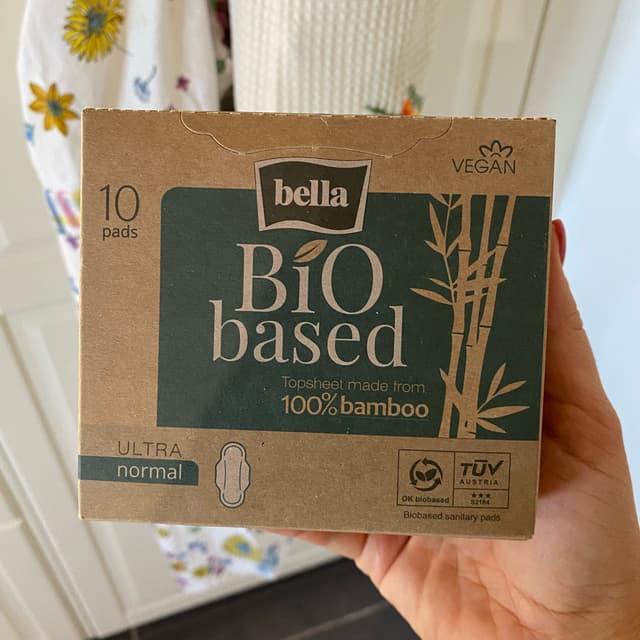 10
pads
bella
VEGAN
BiO
based
Topsheet made from
100% bamboo
ULTRA
normal
OK biobased
TÜV
AUSTRIA
★★★
S2184
Biobased sanitary pads